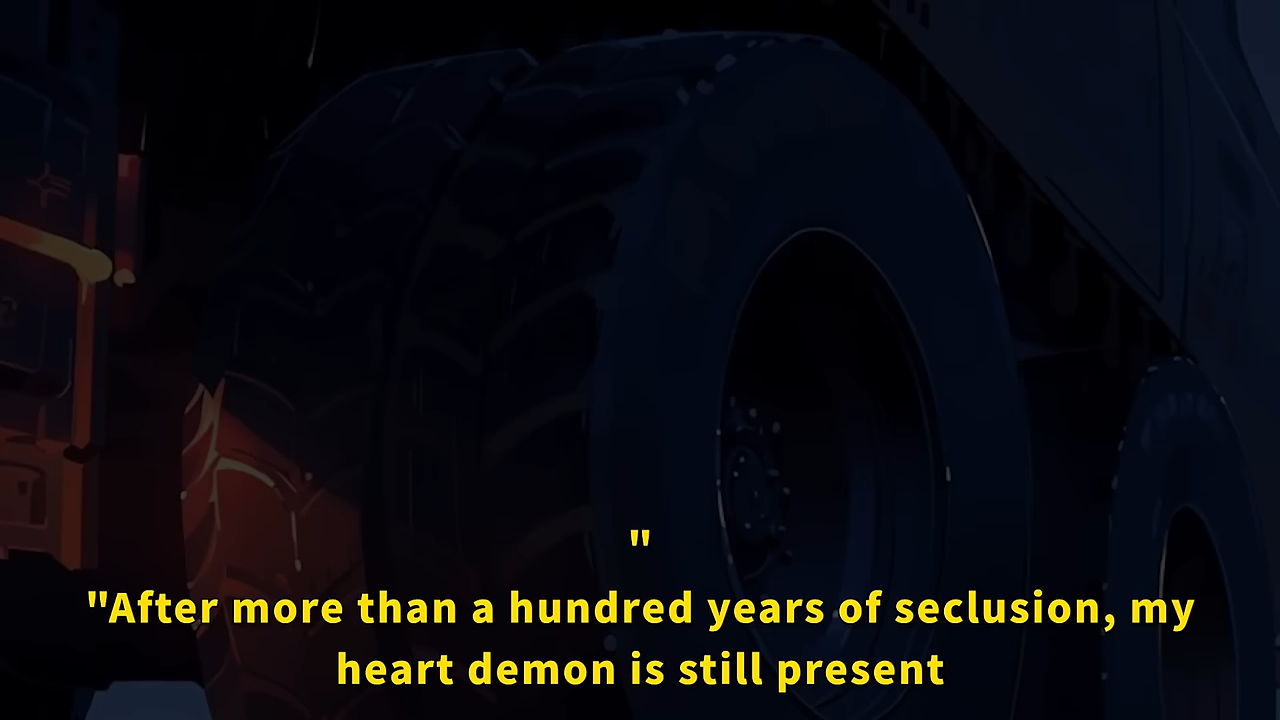 "
"After more than a hundred years of seclusion, my
heart demon is still present